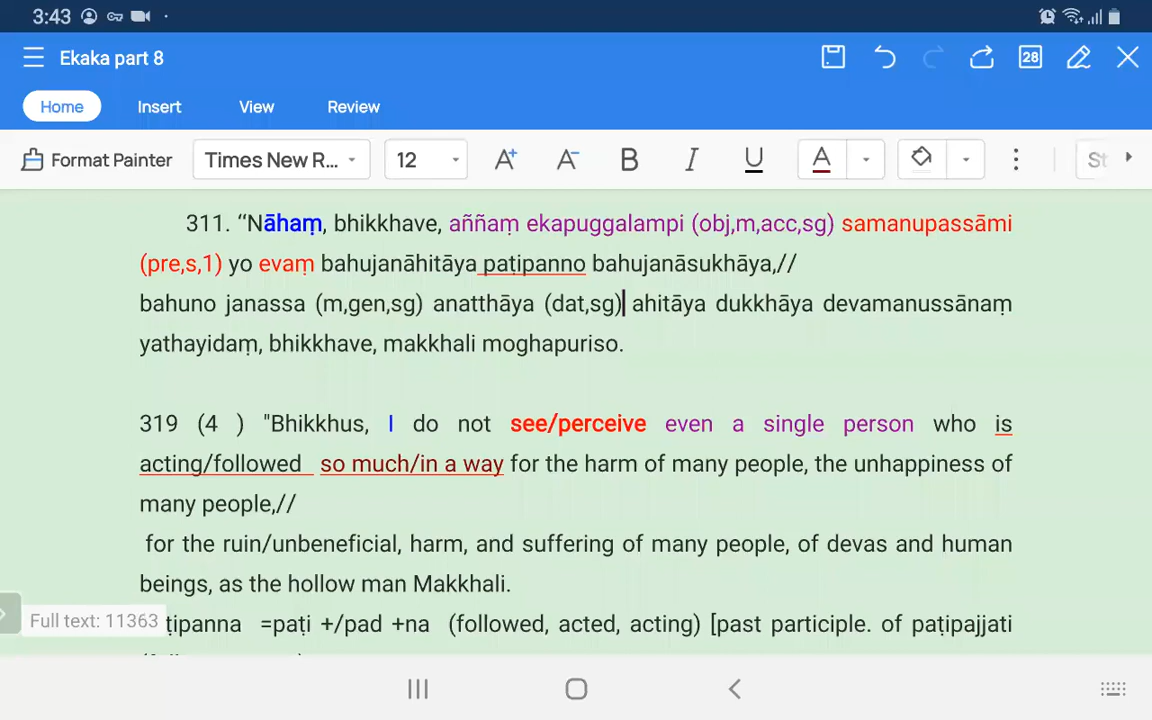 3:43
Ekaka part 8
28
Home Insert View Review
Format Painter Times New R... 12 A+ A- B I U A St
311. “Nāhaṃ, bhikkhave, aññaṃ ekapuggalampi (obj,m,acc,sg) samanupassāmi
(pre,s,1) yo evaṃ bahujanāhitāya paṭipanno bahujanāsukhāya,//
bahuno janassa (m,gen,sg) anatthāya (dat,sg) ahitāya dukkhāya devamanussānaṃ
yathayidaṃ, bhikkhave, makkhali moghapuriso.
319 (4 ) "Bhikkhus, I do not see/perceive even a single person who is
acting/followed so much/in a way for the harm of many people, the unhappiness of
many people,//
for the ruin/unbeneficial, harm, and suffering of many people, of devas and human
beings, as the hollow man Makkhali.
Full text: 11363
ṭipanna =paṭi +/pad +na (followed, acted, acting) [past participle. of paṭipajjati